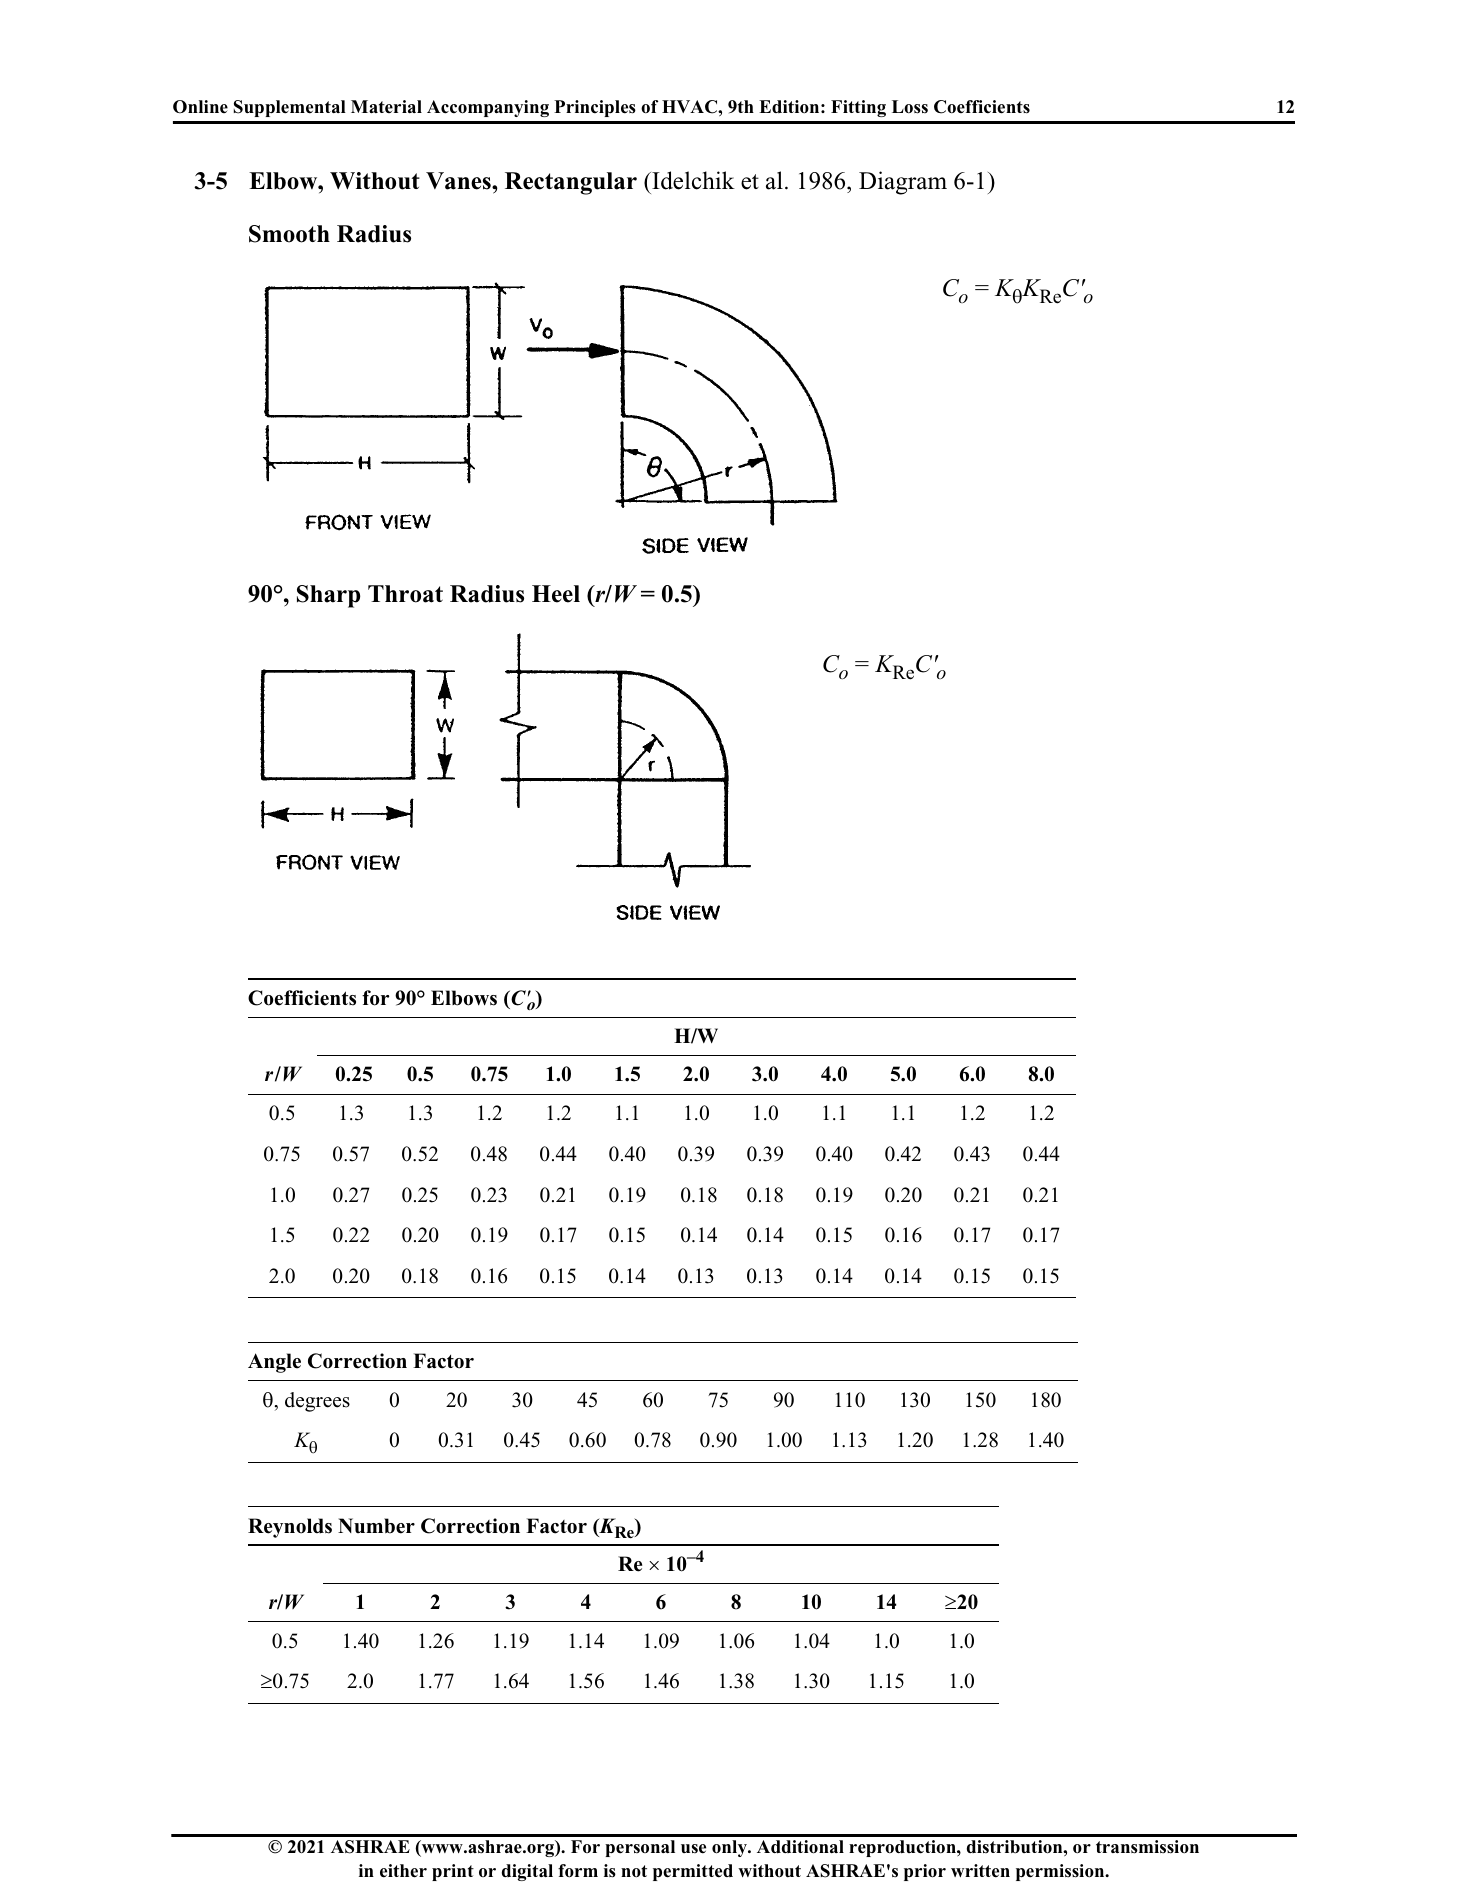 Online Supplemental Material Accompanying Principles of HVAC, 9th Edition: Fitting Loss Coefficients 12
3-5 Elbow, Without Vanes, Rectangular (Idelchik et al. 1986, Diagram 6-1)
Smooth Radius
C_o = K_θK_ReC′_o
V_O
W
H
θ
r
FRONT VIEW
SIDE VIEW
90°, Sharp Throat Radius Heel (r/W = 0.5)
C_o = K_ReC′_o
W
r
H
FRONT VIEW
SIDE VIEW
Coefficients for 90° Elbows (C′_o)
H/W
r/W 0.25 0.5 0.75 1.0 1.5 2.0 3.0 4.0 5.0 6.0 8.0
0.5 1.3 1.3 1.2 1.2 1.1 1.0 1.0 1.1 1.1 1.2 1.2
0.75 0.57 0.52 0.48 0.44 0.40 0.39 0.39 0.40 0.42 0.43 0.44
1.0 0.27 0.25 0.23 0.21 0.19 0.18 0.18 0.19 0.20 0.21 0.21
1.5 0.22 0.20 0.19 0.17 0.15 0.14 0.14 0.15 0.16 0.17 0.17
2.0 0.20 0.18 0.16 0.15 0.14 0.13 0.13 0.14 0.14 0.15 0.15
Angle Correction Factor
θ, degrees 0 20 30 45 60 75 90 110 130 150 180
K_θ 0 0.31 0.45 0.60 0.78 0.90 1.00 1.13 1.20 1.28 1.40
Reynolds Number Correction Factor (K_Re)
Re × 10⁻⁴
r/W 1 2 3 4 6 8 10 14 ≥20
0.5 1.40 1.26 1.19 1.14 1.09 1.06 1.04 1.0 1.0
≥0.75 2.0 1.77 1.64 1.56 1.46 1.38 1.30 1.15 1.0
© 2021 ASHRAE (www.ashrae.org). For personal use only. Additional reproduction, distribution, or transmission
in either print or digital form is not permitted without ASHRAE's prior written permission.